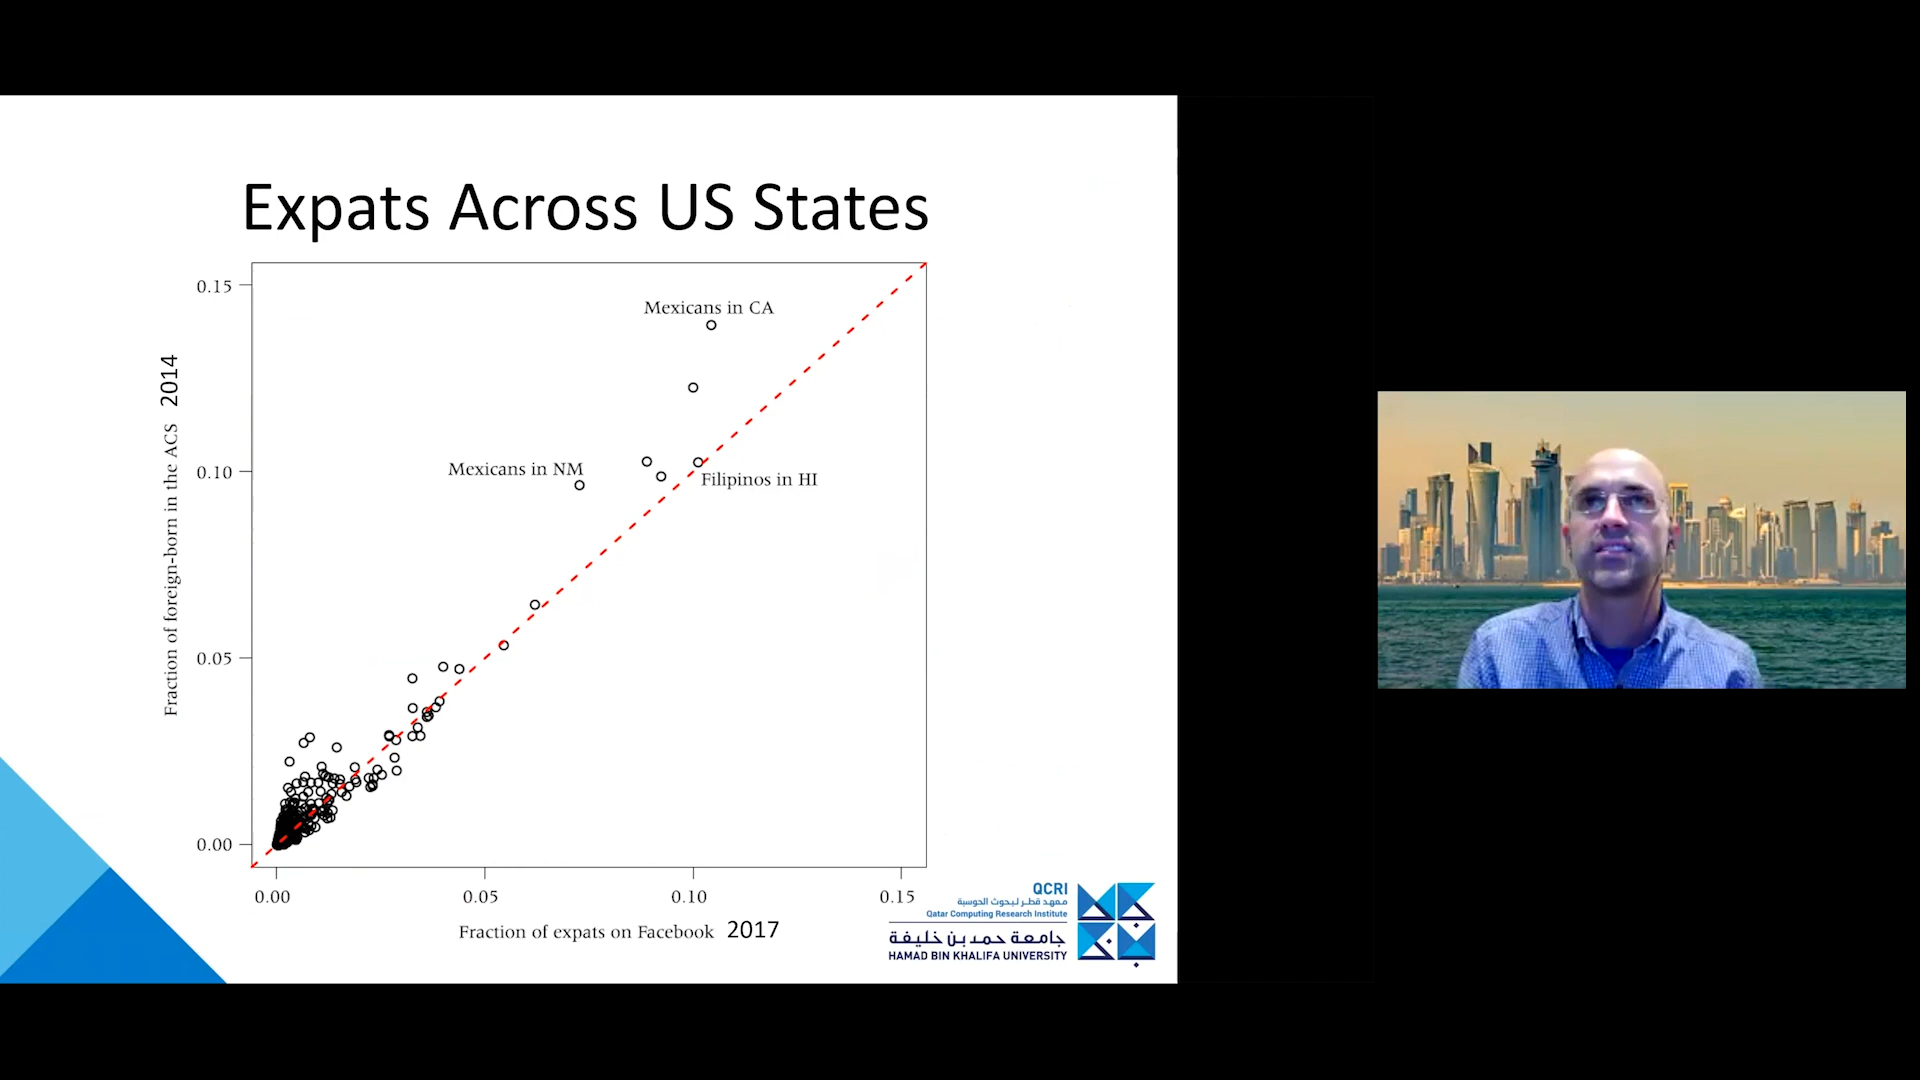 Expats Across US States
0.15
0.10
0.05
0.00
Fraction of foreign-born in the ACS 2014
Mexicans in CA
Mexicans in NM
Filipinos in HI
0.00 0.05 0.10 0.15
Fraction of expats on Facebook 2017
QCRI
معهد قطر لبحوث الحوسبة
Qatar Computing Research Institute
جامعة حمد بن خليفة
HAMAD BIN KHALIFA UNIVERSITY